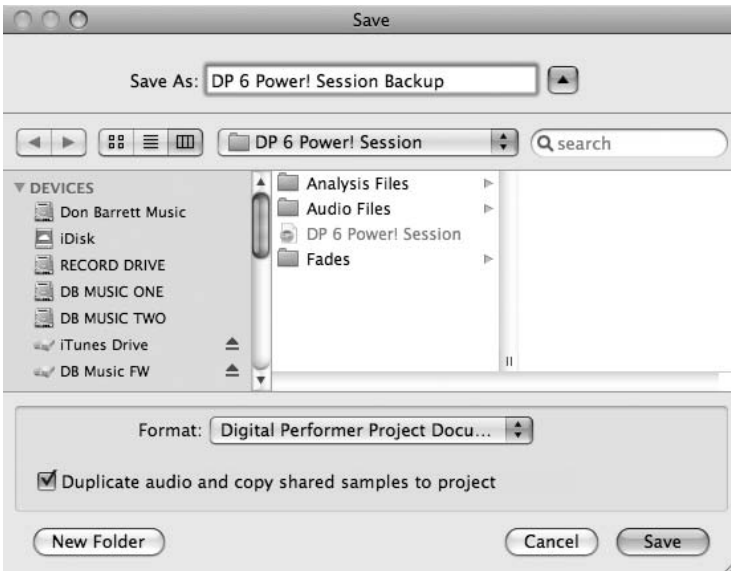 Save
Save As: DP 6 Power! Session Backup
DP 6 Power! Session
search
DEVICES
Don Barrett Music
iDisk
RECORD DRIVE
DB MUSIC ONE
DB MUSIC TWO
iTunes Drive
DB Music FW
Analysis Files
Audio Files
DP 6 Power! Session
Fades
Format: Digital Performer Project Docu...
Duplicate audio and copy shared samples to project
New Folder
Cancel
Save